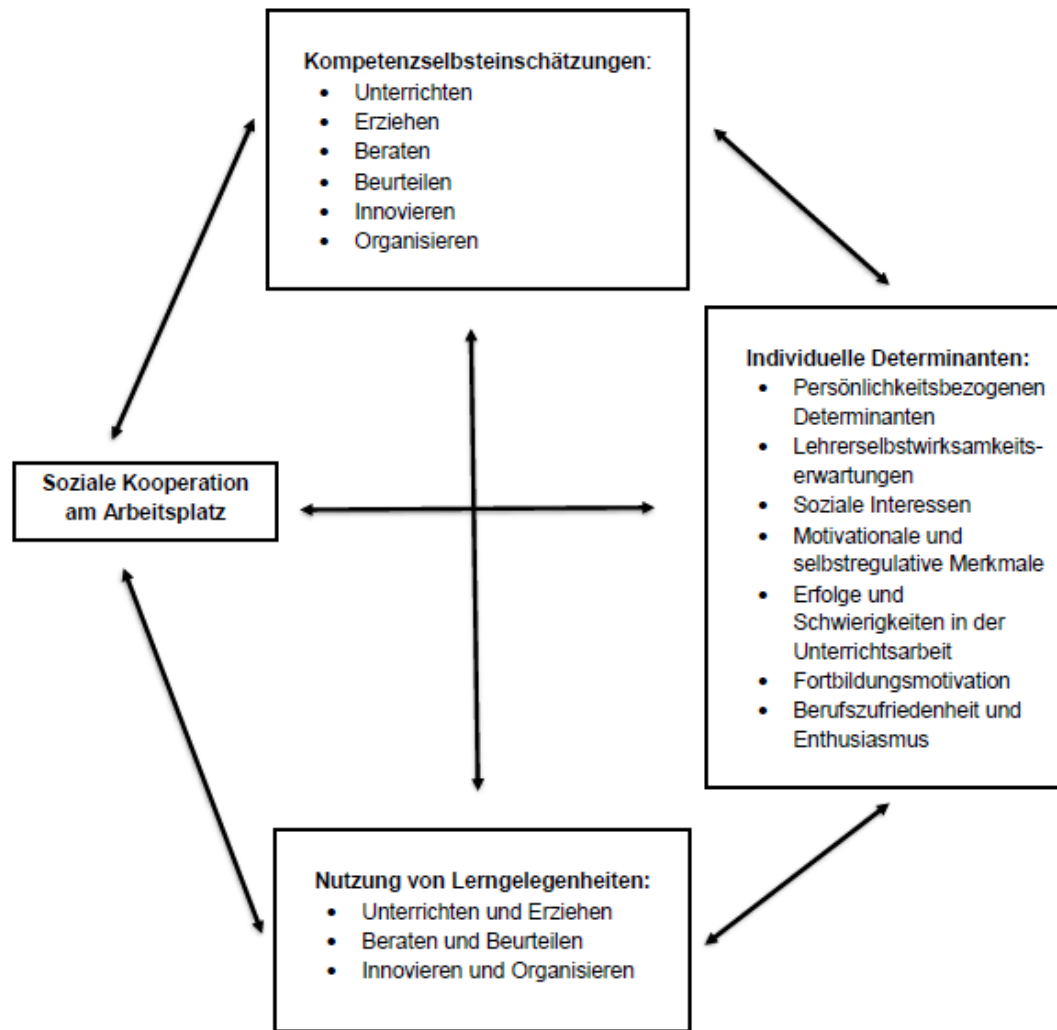 Kompetenzselbsteinschätzungen:
• Unterrichten
• Erziehen
• Beraten
• Beurteilen
• Innovieren
• Organisieren
Soziale Kooperation
am Arbeitsplatz
Individuelle Determinanten:
• Persönlichkeitsbezogenen
Determinanten
• Lehrerselbstwirksamkeits-
erwartungen
• Soziale Interessen
• Motivationale und
selbstregulative Merkmale
• Erfolge und
Schwierigkeiten in der
Unterrichtsarbeit
• Fortbildungsmotivation
• Berufszufriedenheit und
Enthusiasmus
Nutzung von Lerngelegenheiten:
• Unterrichten und Erziehen
• Beraten und Beurteilen
• Innovieren und Organisieren